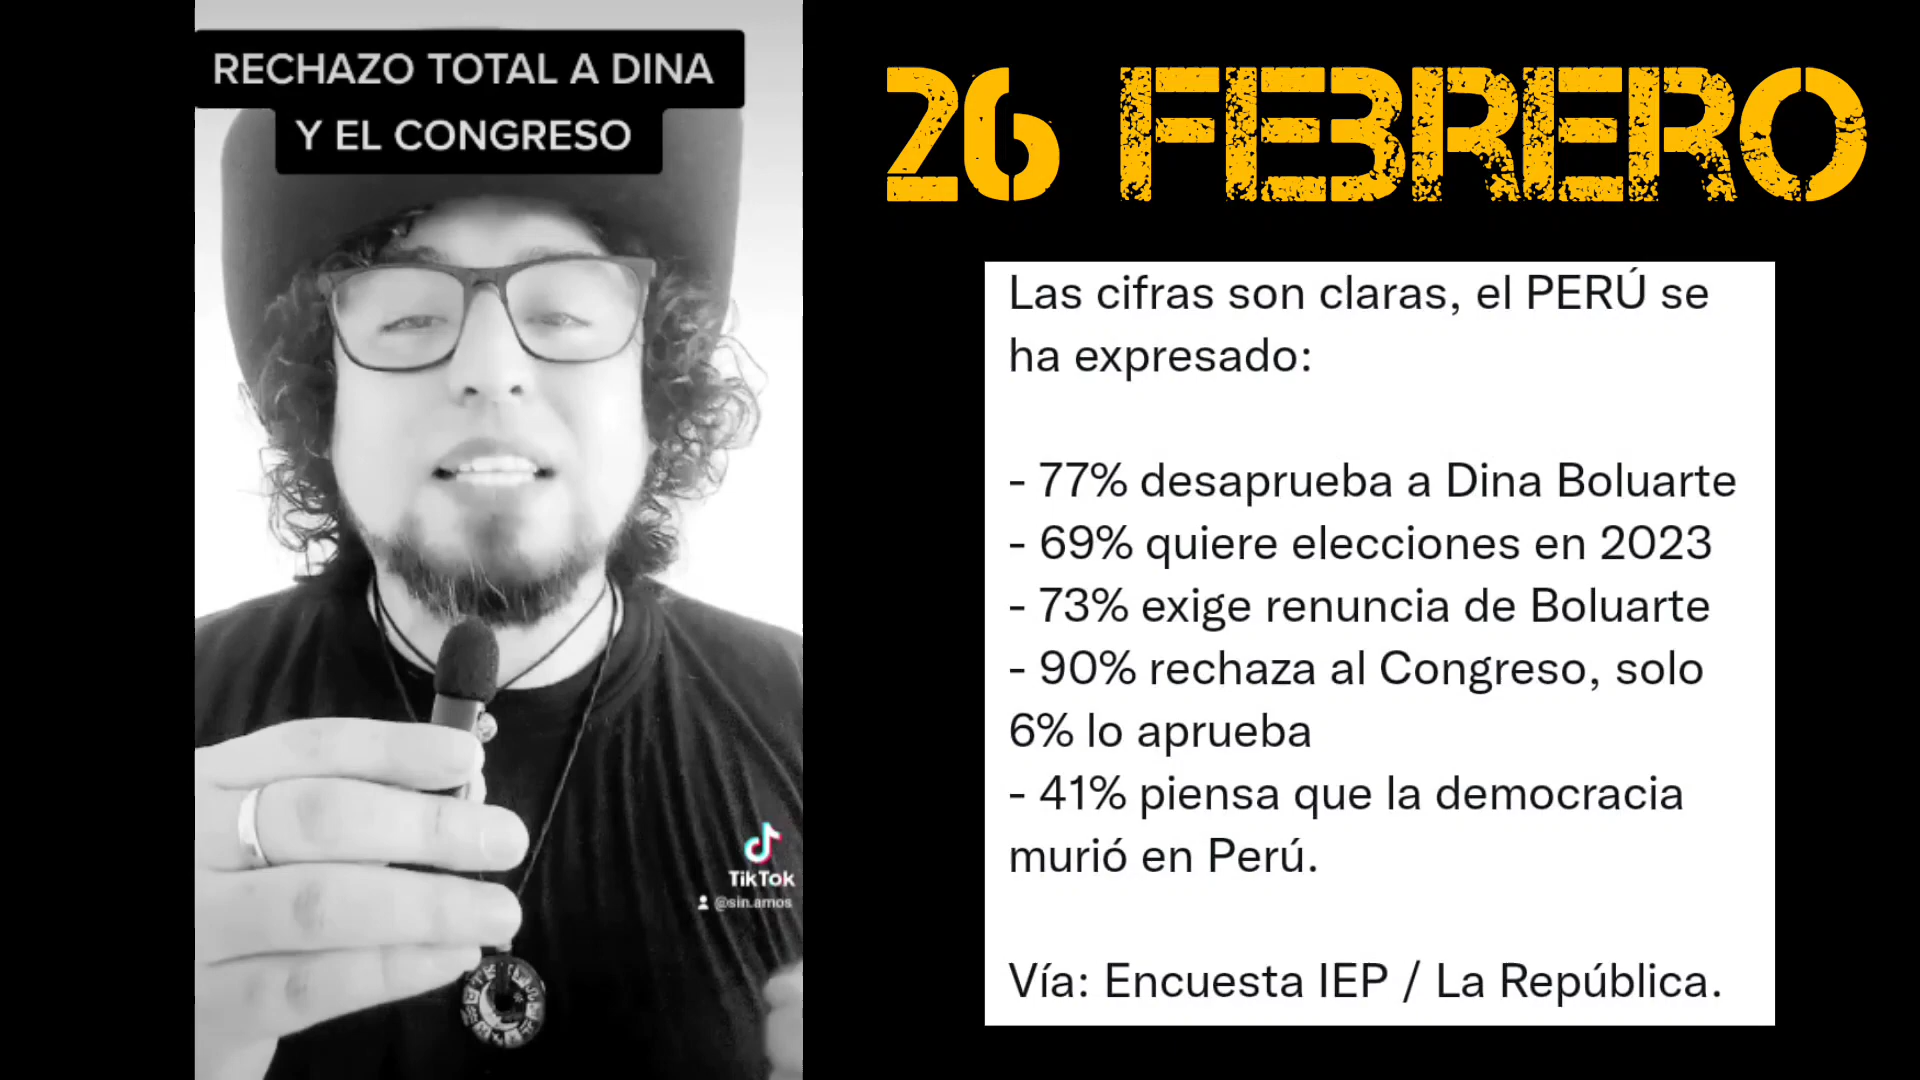 RECHAZO TOTAL A DINA
Y EL CONGRESO
TikTok
@sin.amos
26 FEBRERO
Las cifras son claras, el PERÚ se
ha expresado:
- 77% desaprueba a Dina Boluarte
- 69% quiere elecciones en 2023
- 73% exige renuncia de Boluarte
- 90% rechaza al Congreso, solo
6% lo aprueba
- 41% piensa que la democracia
murió en Perú.
Vía: Encuesta IEP / La República.